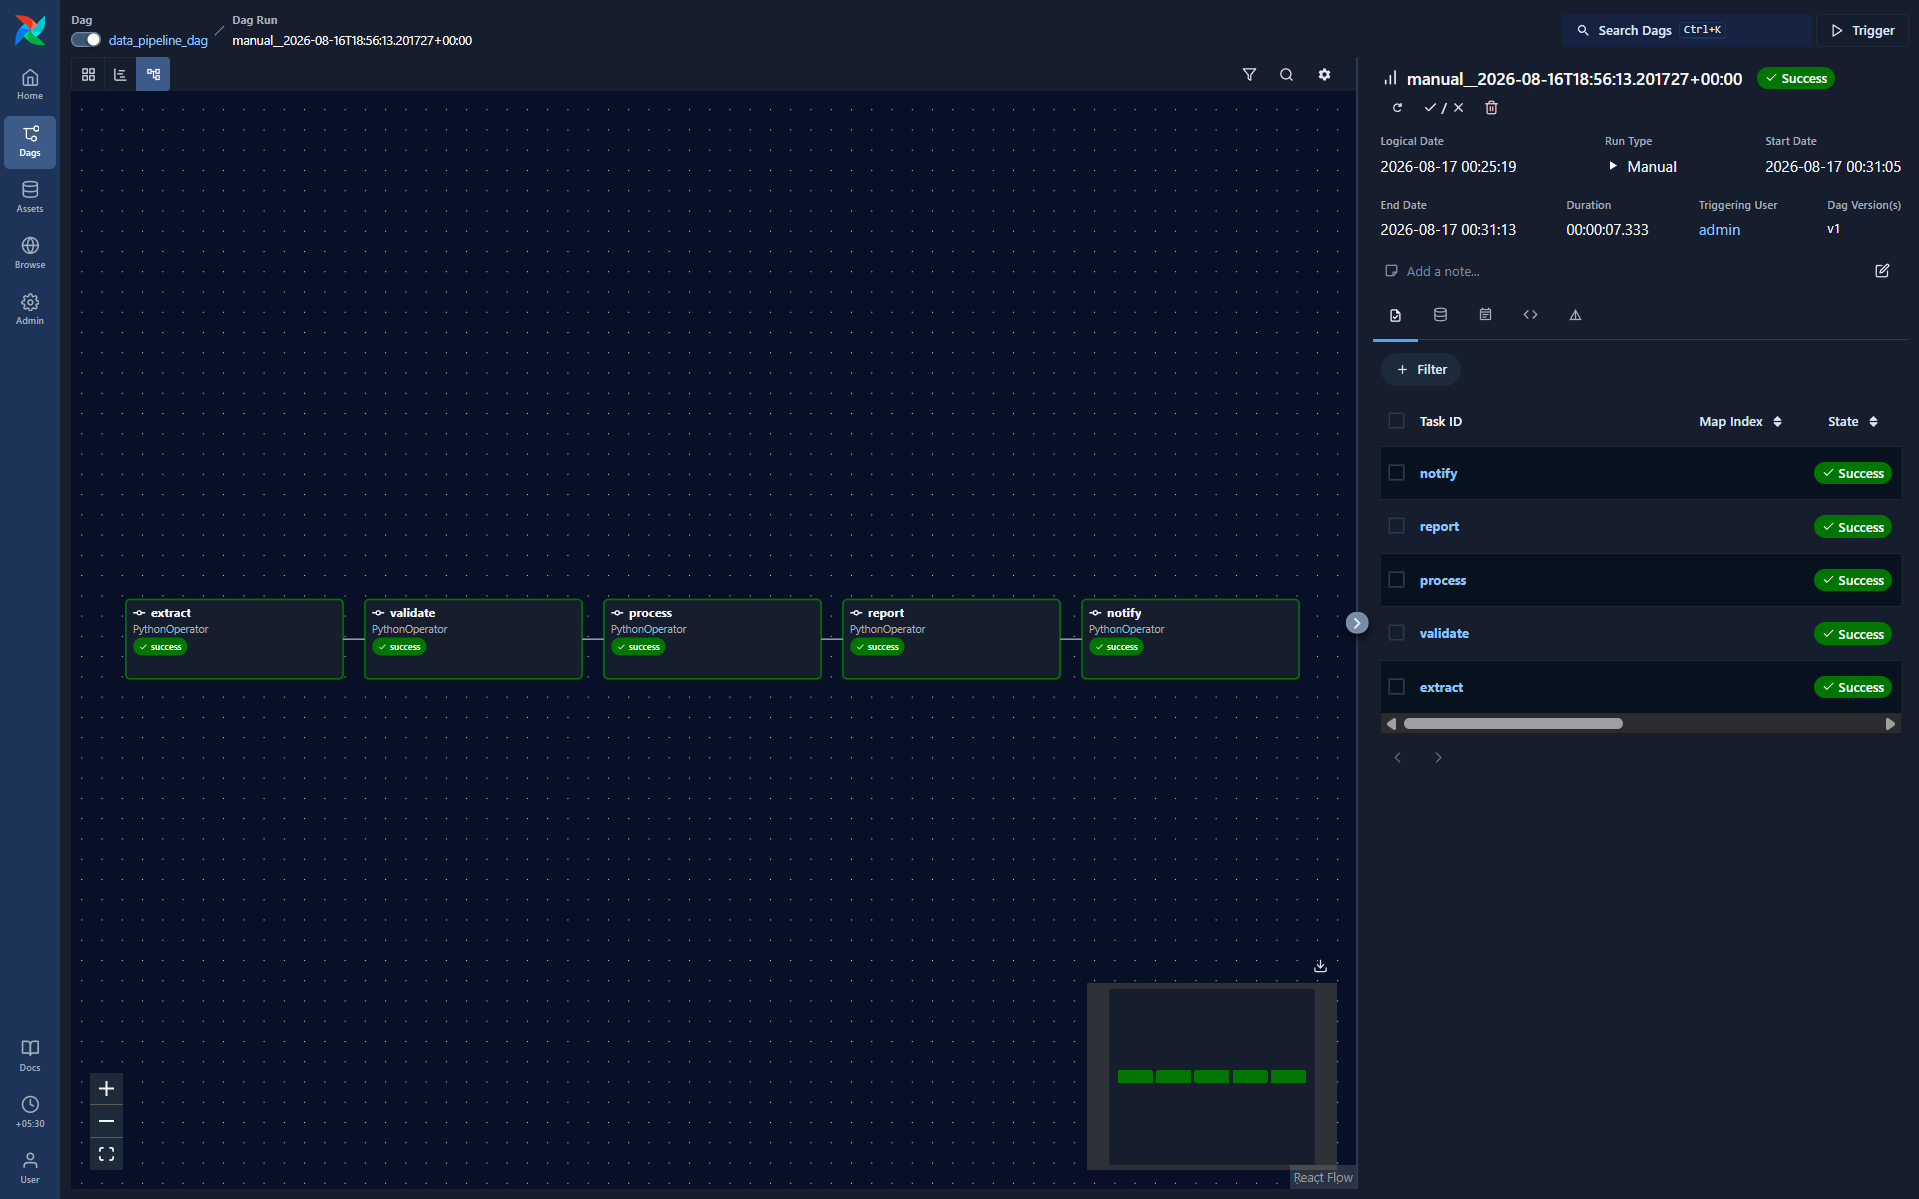 Dag
data_pipeline_dag
Dag Run
manual__2026-08-16T18:56:13.201727+00:00
Search Dags Ctrl+K
Trigger
Home
Dags
Assets
Browse
Admin
Docs
+05:30
User
extract
PythonOperator
success
validate
PythonOperator
success
process
PythonOperator
success
report
PythonOperator
success
notify
PythonOperator
success
React Flow
manual__2026-08-16T18:56:13.201727+00:00 Success
/
Logical Date Run Type Start Date
2026-08-17 00:25:19 Manual 2026-08-17 00:31:05
End Date Duration Triggering User Dag Version(s)
2026-08-17 00:31:13 00:00:07.333 admin v1
Add a note...
Filter
Task ID Map Index State
notify Success
report Success
process Success
validate Success
extract Success